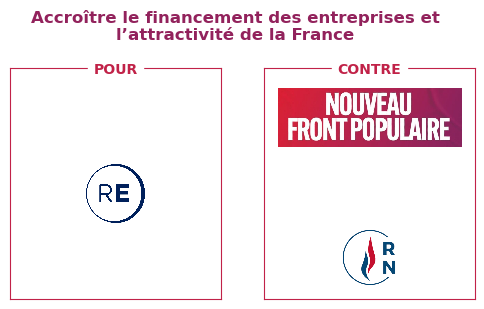 Accroître le financement des entreprises et
l’attractivité de la France
POUR
CONTRE
NOUVEAU
FRONT POPULAIRE
RE
R
N